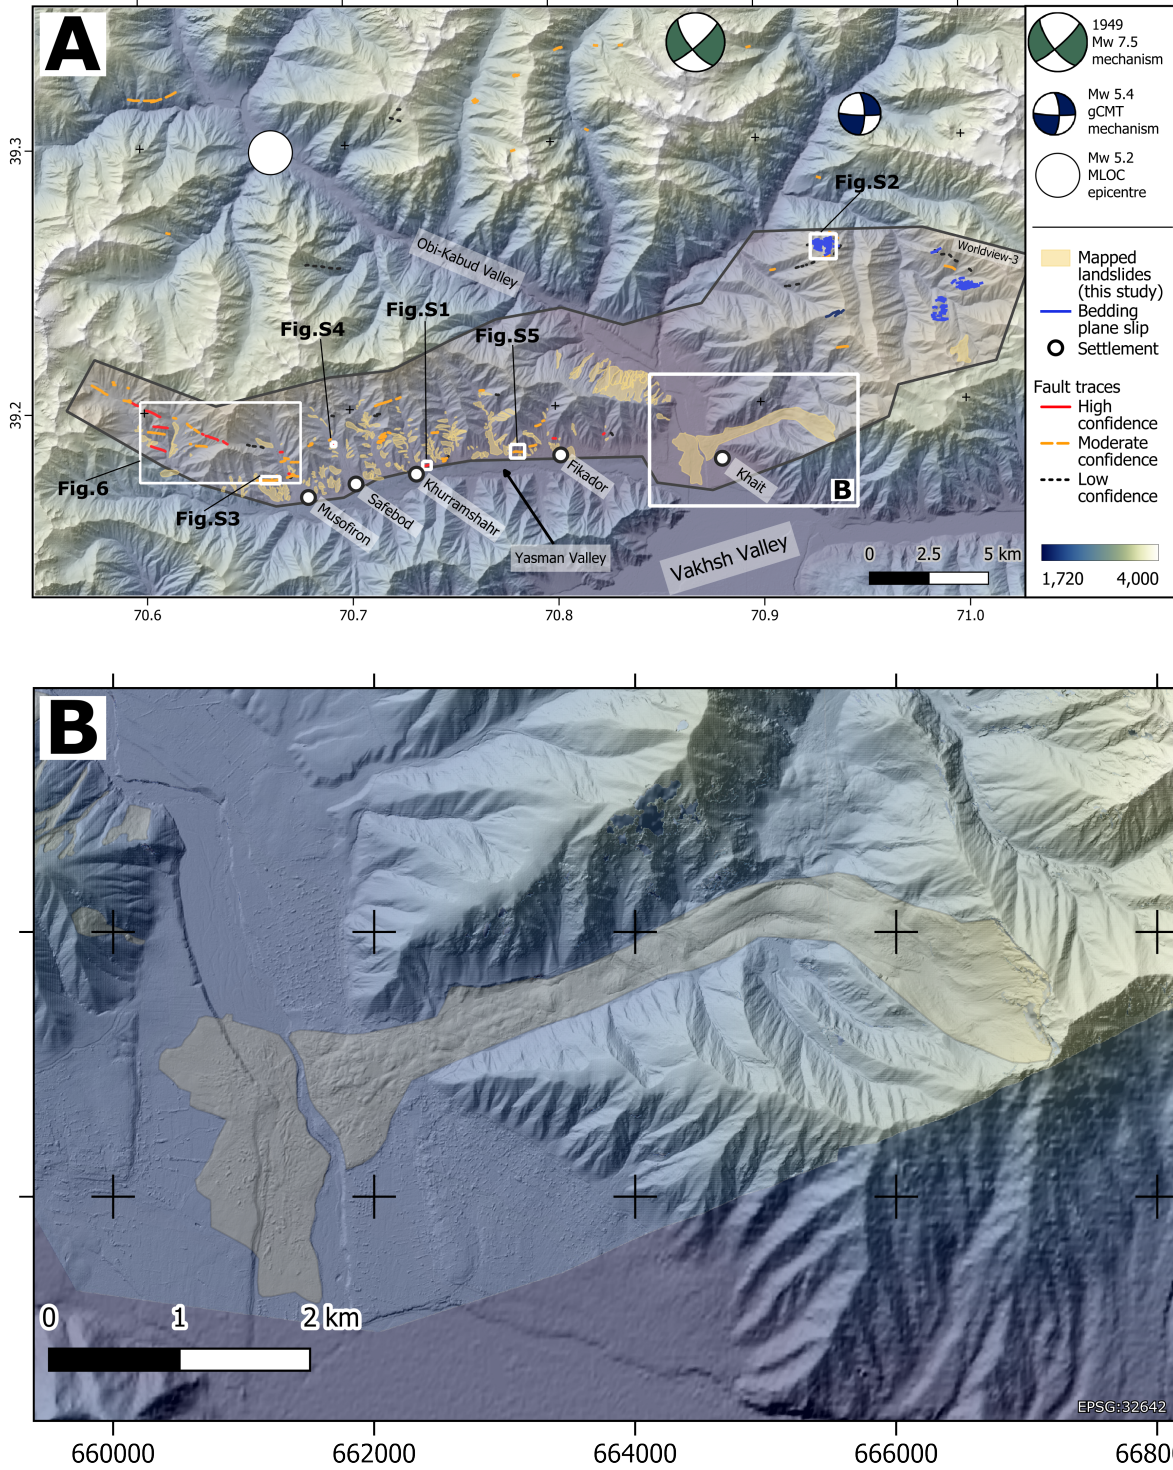 A
1949
Mw 7.5
mechanism
Mw 5.4
gCMT
mechanism
Mw 5.2
MLOC
epicentre
39.3
39.2
Fig.S2
Obi-Kabud Valley
Worldview-3
Fig.S1
Fig.S4
Fig.S5
Mapped
landslides
(this study)
Bedding
plane slip
Settlement
Fault traces
High
confidence
Moderate
confidence
Low
confidence
Fig.6
Fig.S3
Musofiron
Safebod
Khurramshahr
Fikador
Khait
B
Yasman Valley
Vakhsh Valley
0 2.5 5 km
1,720 4,000
70.6 70.7 70.8 70.9 71.0
B
0 1 2 km
EPSG:32642
660000 662000 664000 666000 6680